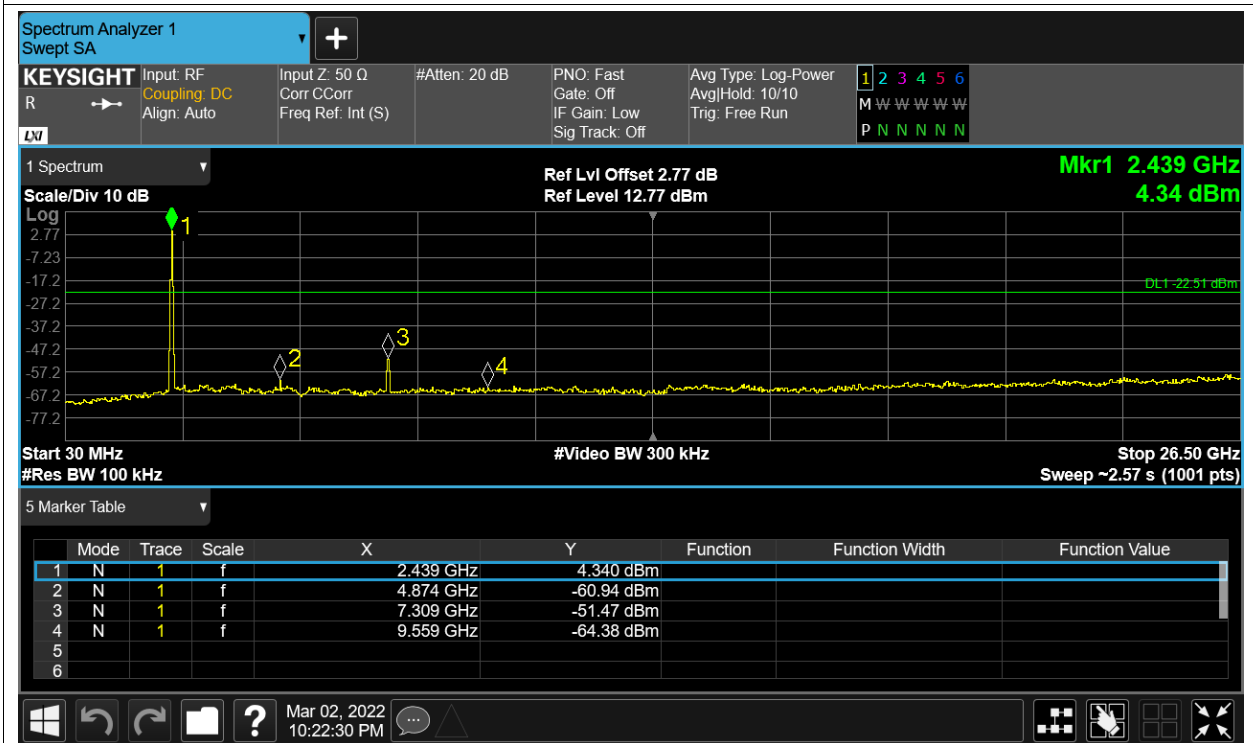 Spectrum Analyzer 1
Swept SA
KEYSIGHT
R
LXI
Input: RF
Coupling: DC
Align: Auto
Input Z: 50 Ω
Corr CCorr
Freq Ref: Int (S)
#Atten: 20 dB
PNO: Fast
Gate: Off
IF Gain: Low
Sig Track: Off
Avg Type: Log-Power
Avg|Hold: 10/10
Trig: Free Run
1 2 3 4 5 6
M W W W W W
P N N N N N
1 Spectrum
Scale/Div 10 dB
Ref Lvl Offset 2.77 dB
Ref Level 12.77 dBm
Mkr1 2.439 GHz
4.34 dBm
Log
2.77
-7.23
-17.2
-27.2
-37.2
-47.2
-57.2
-67.2
-77.2
1
2
3
4
DL1 -22.51 dBm
Start 30 MHz
#Res BW 100 kHz
#Video BW 300 kHz
Stop 26.50 GHz
Sweep ~2.57 s (1001 pts)
5 Marker Table
Mode Trace Scale X Y Function Function Width Function Value
1 N 1 f 2.439 GHz 4.340 dBm
2 N 1 f 4.874 GHz -60.94 dBm
3 N 1 f 7.309 GHz -51.47 dBm
4 N 1 f 9.559 GHz -64.38 dBm
5
6
?
Mar 02, 2022
10:22:30 PM